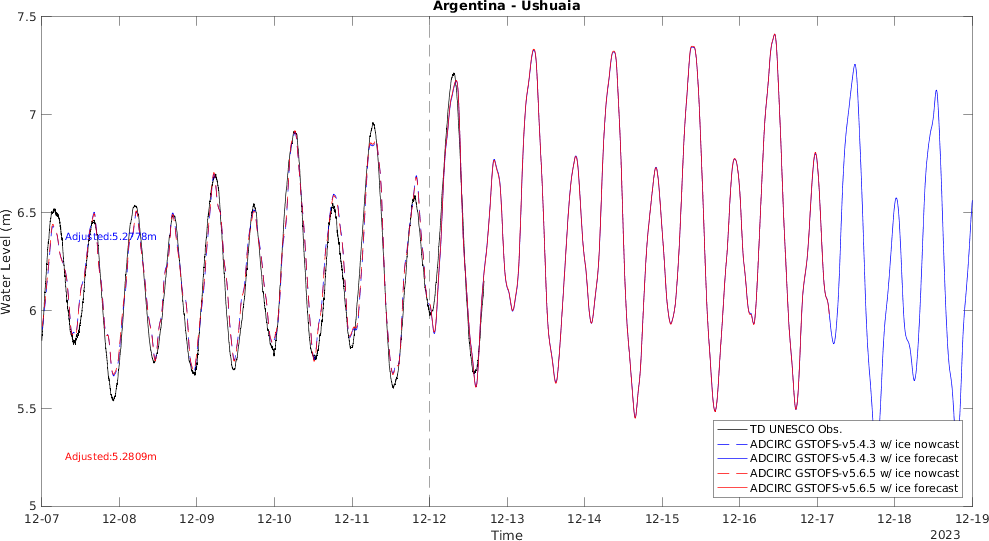 Argentina - Ushuaia
7.5
7
6.5
6
5.5
5
Water Level (m)
Adjusted:5.2778m
Adjusted:5.2809m
TD UNESCO Obs.
ADCIRC GSTOFS-v5.4.3 w/ ice nowcast
ADCIRC GSTOFS-v5.4.3 w/ ice forecast
ADCIRC GSTOFS-v5.6.5 w/ ice nowcast
ADCIRC GSTOFS-v5.6.5 w/ ice forecast
12-07 12-08 12-09 12-10 12-11 12-12 12-13 12-14 12-15 12-16 12-17 12-18 12-19
Time
2023